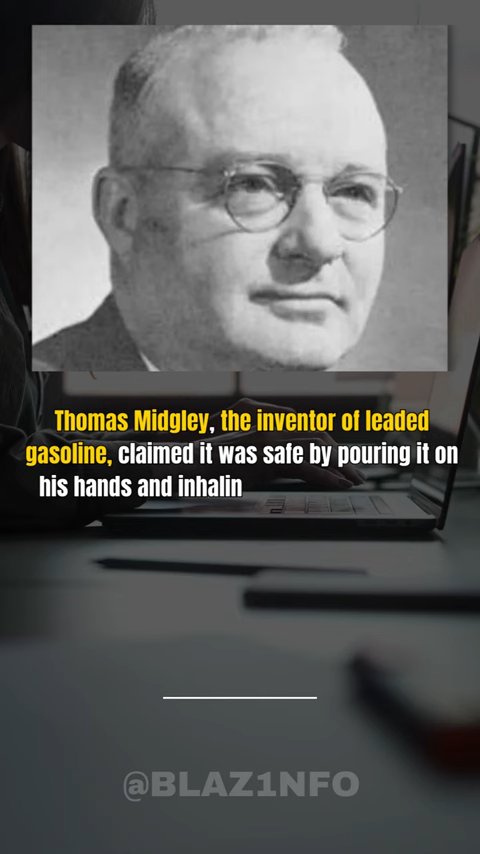 Thomas Midgley, the inventor of leaded
gasoline, claimed it was safe by pouring it on
his hands and inhalin
@BLAZ1NFO